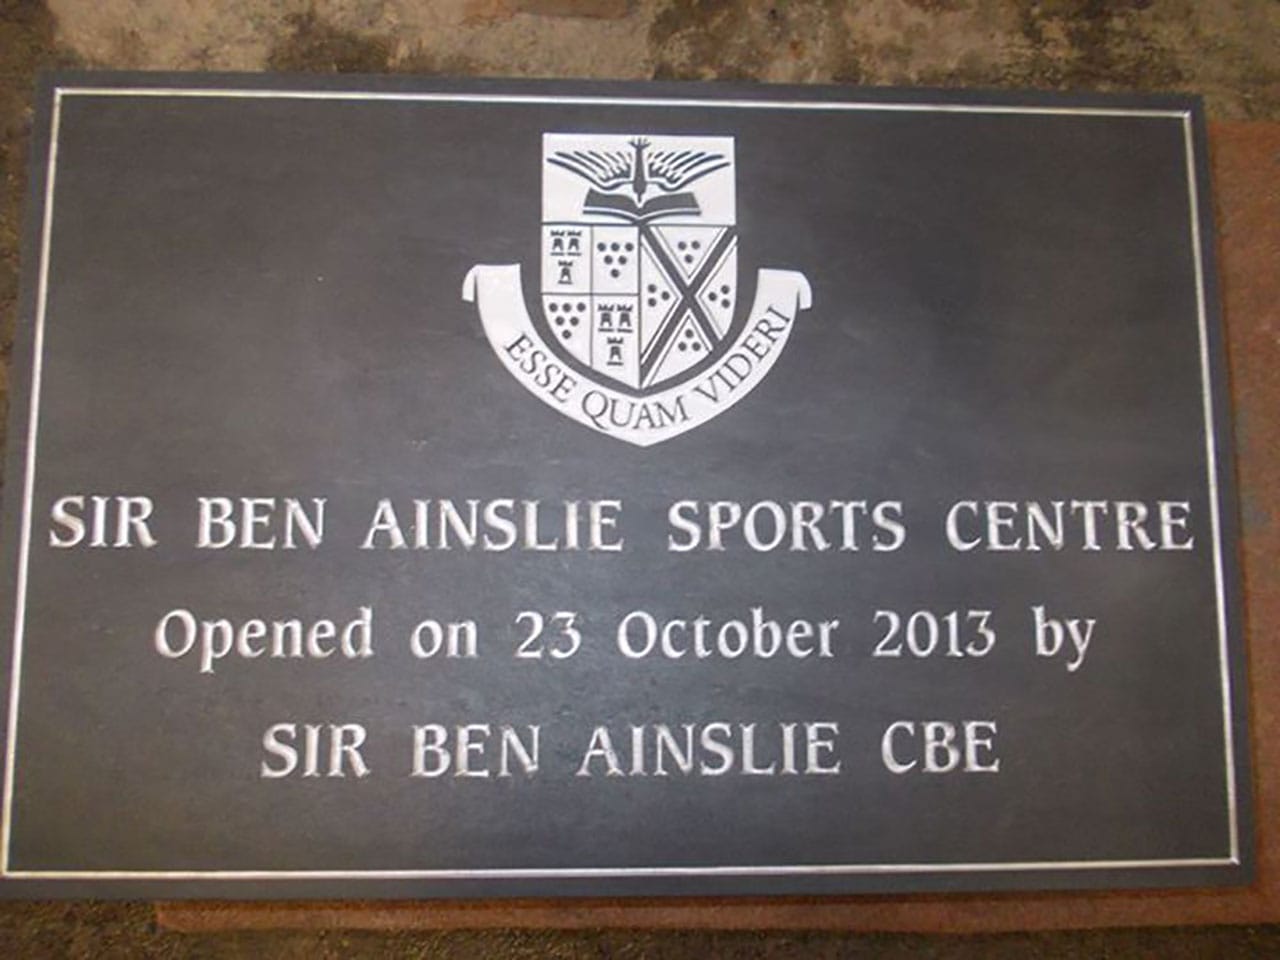 ESSE QUAM VIDERI
SIR BEN AINSLIE SPORTS CENTRE
Opened on 23 October 2013 by
SIR BEN AINSLIE CBE